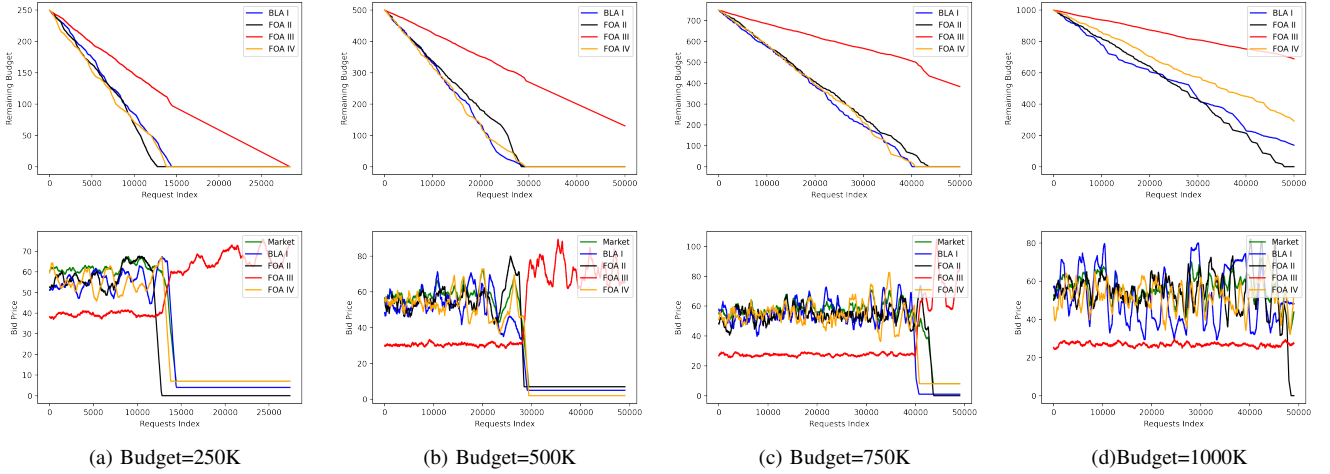 250
200
150
100
50
0
Remaining Budget
0 5000 10000 15000 20000 25000
Request Index
BLA I
FOA II
FOA III
FOA IV
500
400
300
200
100
0
Remaining Budget
0 10000 20000 30000 40000 50000
Request Index
BLA I
FOA II
FOA III
FOA IV
700
600
500
400
300
200
100
0
Remaining Budget
0 10000 20000 30000 40000 50000
Request Index
BLA I
FOA II
FOA III
FOA IV
1000
800
600
400
200
0
Remaining Budget
0 10000 20000 30000 40000 50000
Request Index
BLA I
FOA II
FOA III
FOA IV
70
60
50
40
30
20
10
0
Bid Price
0 5000 10000 15000 20000 25000
Requests Index
Market
BLA I
FOA II
FOA III
FOA IV
80
60
40
20
0
Bid Price
0 10000 20000 30000 40000 50000
Requests Index
Market
BLA I
FOA II
FOA III
FOA IV
100
80
60
40
20
0
Bid Price
0 10000 20000 30000 40000 50000
Requests Index
Market
BLA I
FOA II
FOA III
FOA IV
80
60
40
20
0
Bid Price
0 10000 20000 30000 40000 50000
Requests Index
Market
BLA I
FOA II
FOA III
FOA IV
(a) Budget=250K
(b) Budget=500K
(c) Budget=750K
(d)Budget=1000K